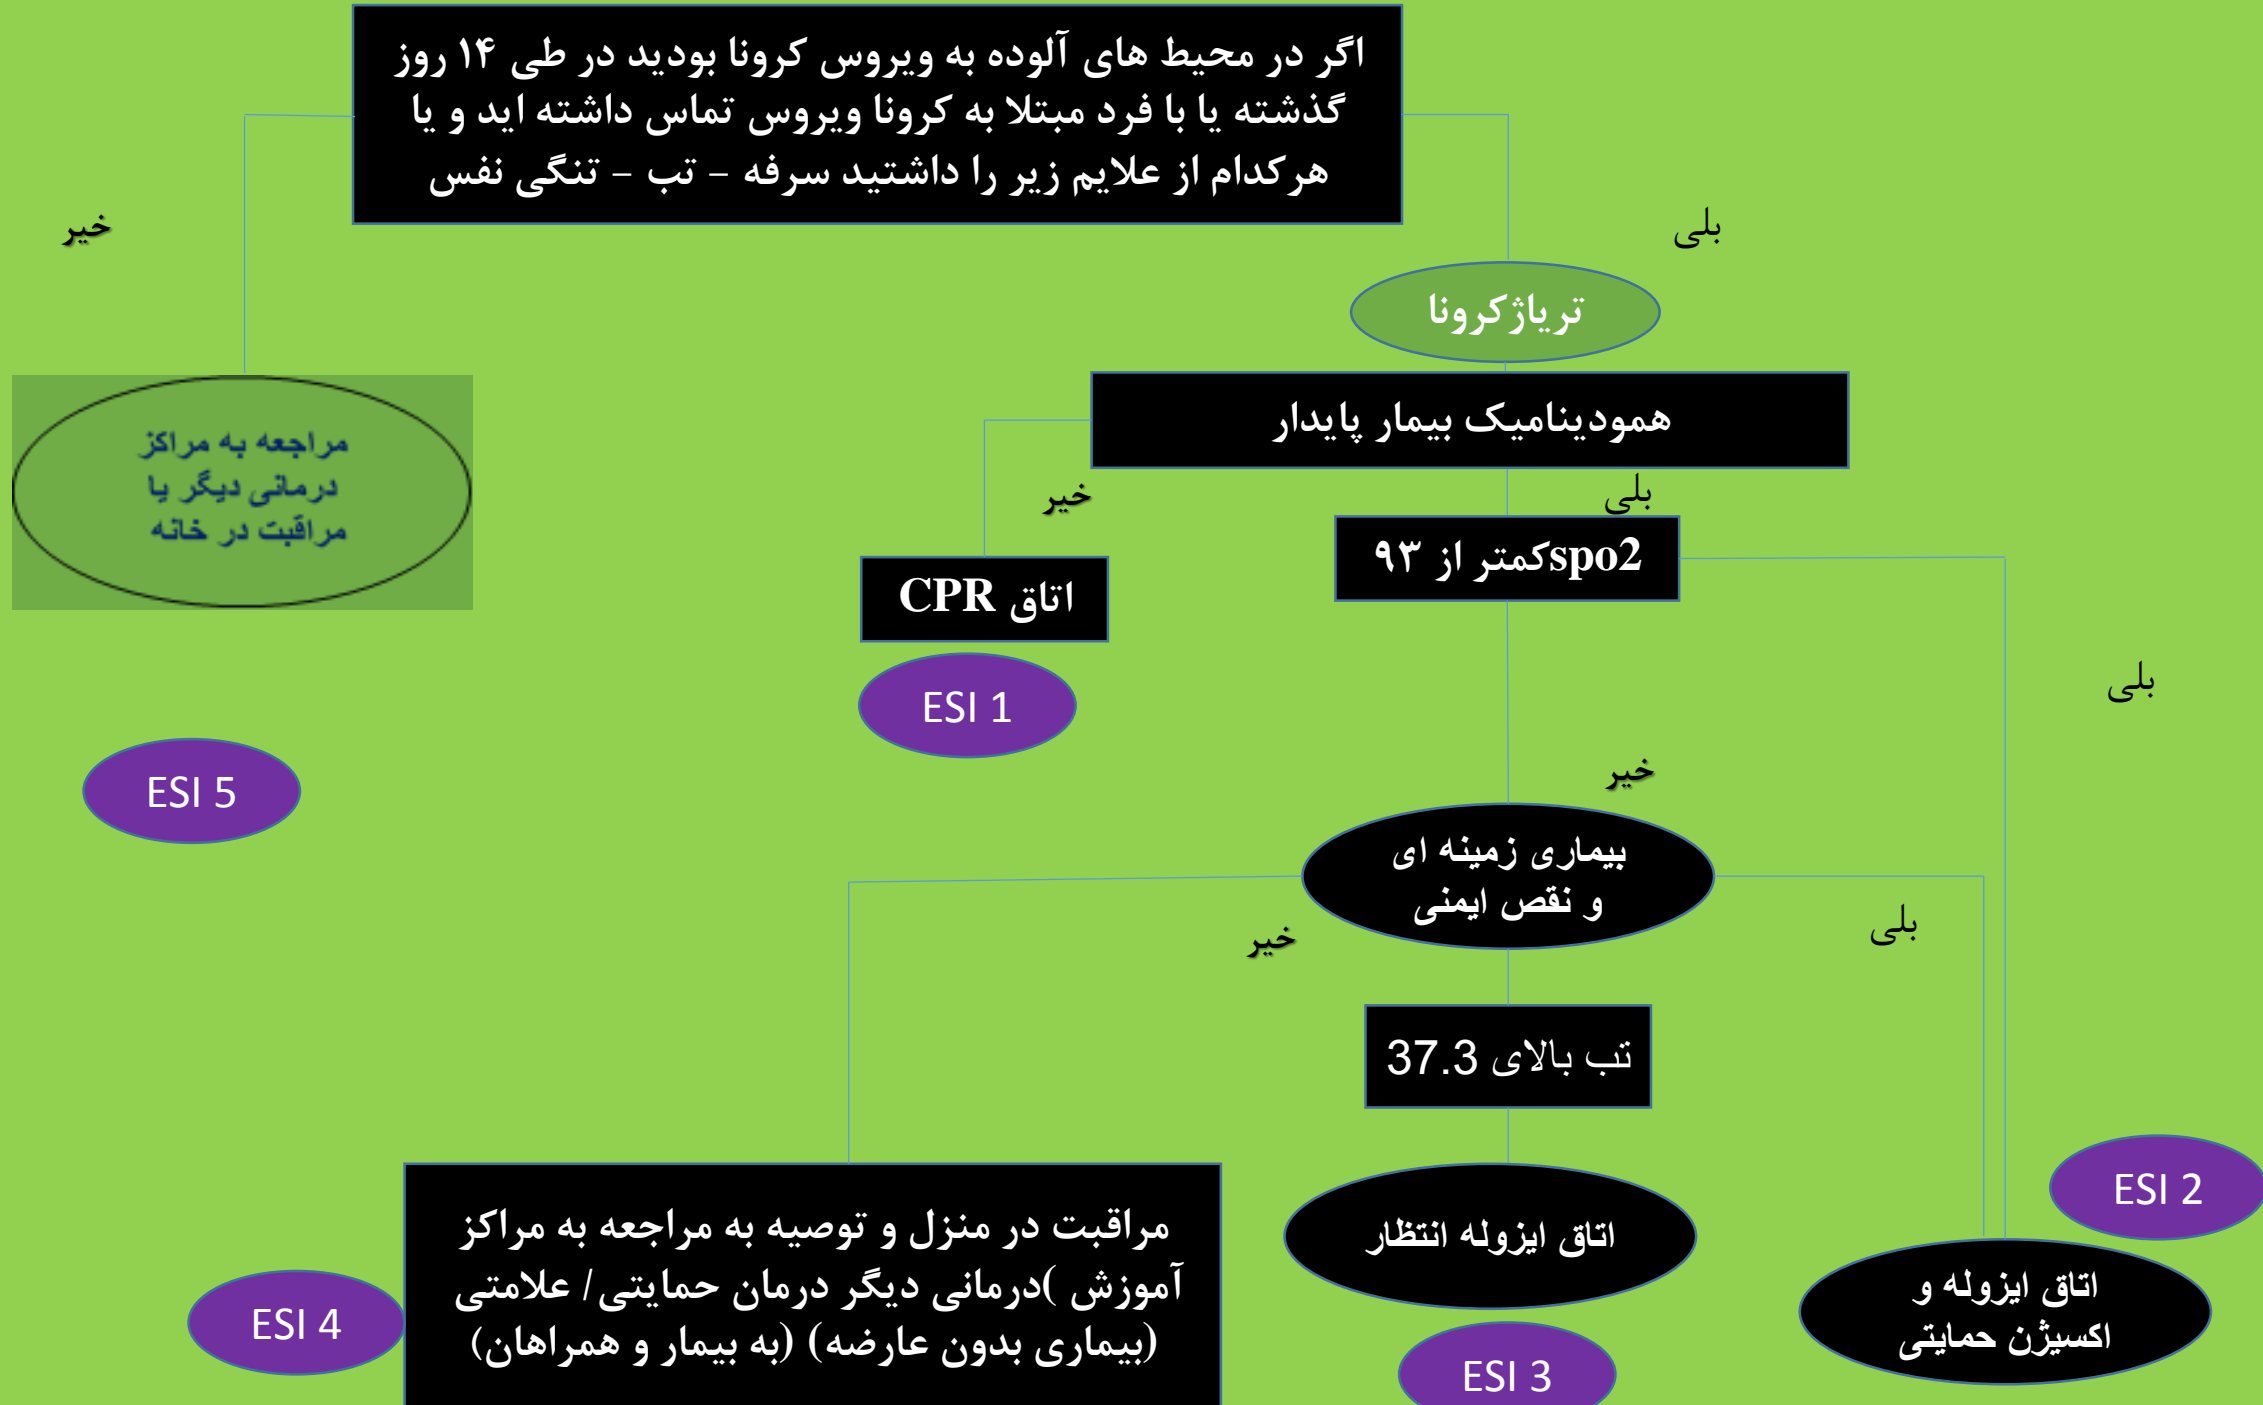 اگر در محیط های آلوده به ویروس کرونا بودید در طی ۱۴ روز
گذشته یا با فرد مبتلا به کرونا ویروس تماس داشته اید و یا
هرکدام از علایم زیر را داشتید سرفه - تب - تنگی نفس
خیر
بلی
تریاژکرونا
مراجعه به مراکز
درمانی دیگر یا
مراقبت در خانه
ESI 5
همودینامیک بیمار پایدار
خیر
بلی
اتاق CPR
ESI 1
spo2کمتر از ۹۳
بلی
خیر
بیماری زمینه ای
و نقص ایمنی
خیر
بلی
تب بالای 37.3
اتاق ایزوله انتظار
ESI 3
ESI 2
اتاق ایزوله و
اکسیژن حمایتی
مراقبت در منزل و توصیه به مراجعه به مراکز
آموزش )درمانی دیگر درمان حمایتی/ علامتی
(بیماری بدون عارضه) (به بیمار و همراهان)
ESI 4